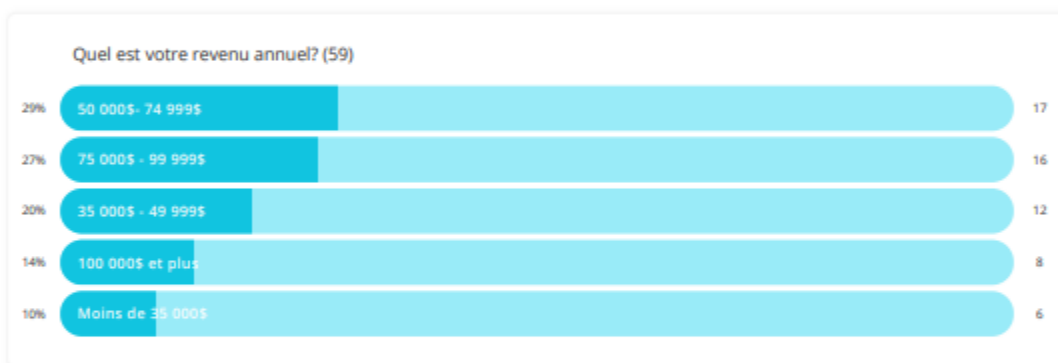 Quel est votre revenu annuel? (59)
29% 50 000$- 74 999$ 17
27% 75 000$ - 99 999$ 16
20% 35 000$ - 49 999$ 12
14% 100 000$ et plus 8
10% Moins de 35 000$ 6